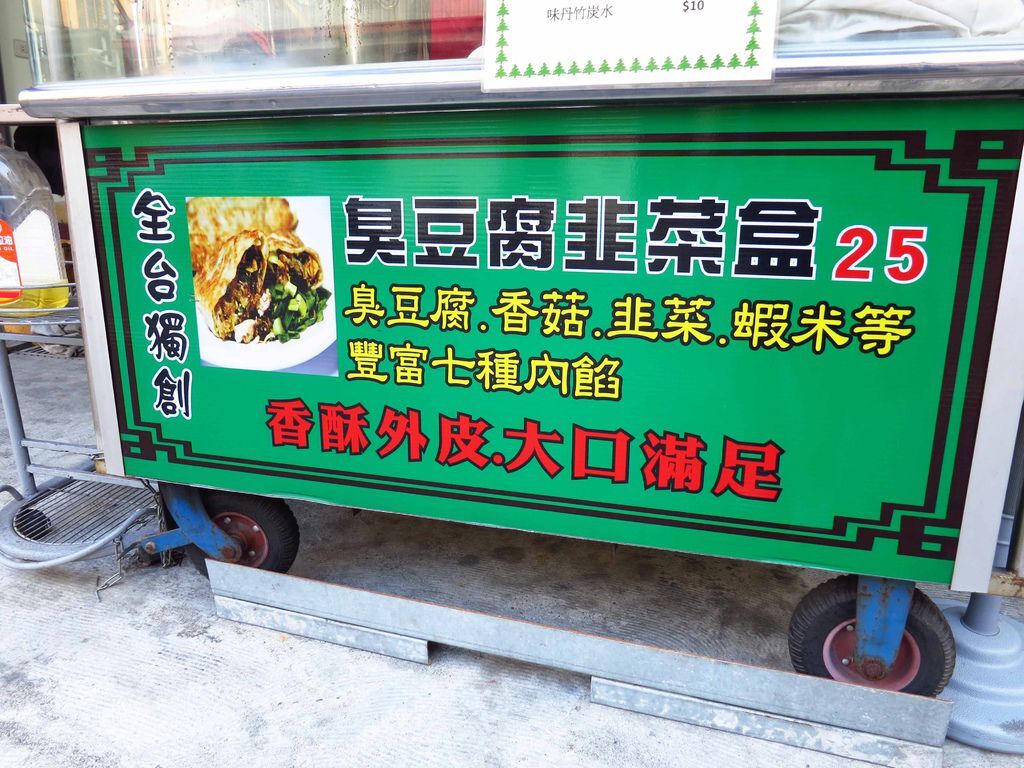 味丹竹炭水 $10
全台獨創
臭豆腐韭菜盒 25
臭豆腐.香菇.韭菜.蝦米等
豐富七種內餡
香酥外皮.大口滿足